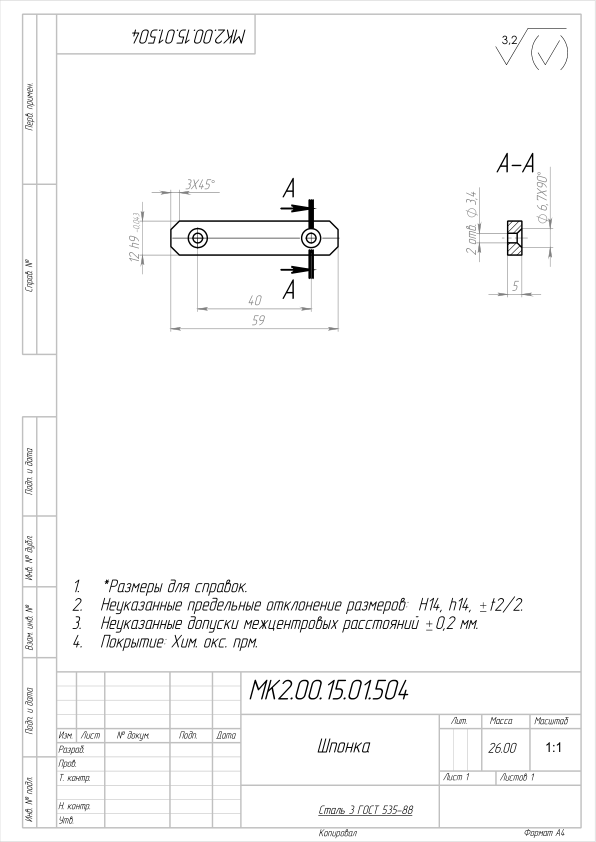 МК2.00.15.01.504
3,2
Перв. примен.
Справ. №
Подп. и дата
Инв. № дубл.
Взам. инв. №
Подп. и дата
Инв. № подл.
3X45°
А
А
12 h9 -0,043
40
59
А-А
2 отв. Ф 3,4
Ф 6,7X90°
5
1. *Размеры для справок.
2. Неуказанные предельные отклонение размеров: H14, h14, ±t2/2.
3. Неуказанные допуски межцентровых расстояний ±0,2 мм.
4. Покрытие: Хим. окс. прм.
МК2.00.15.01.504
Изм. Лист № докум. Подп. Дата
Разраб.
Пров.
Т. контр.
Н. контр.
Утв.
Шпонка
Лит. Масса Масштаб
26.00 1:1
Лист 1 Листов 1
Сталь 3 ГОСТ 535-88
Копировал Формат А4